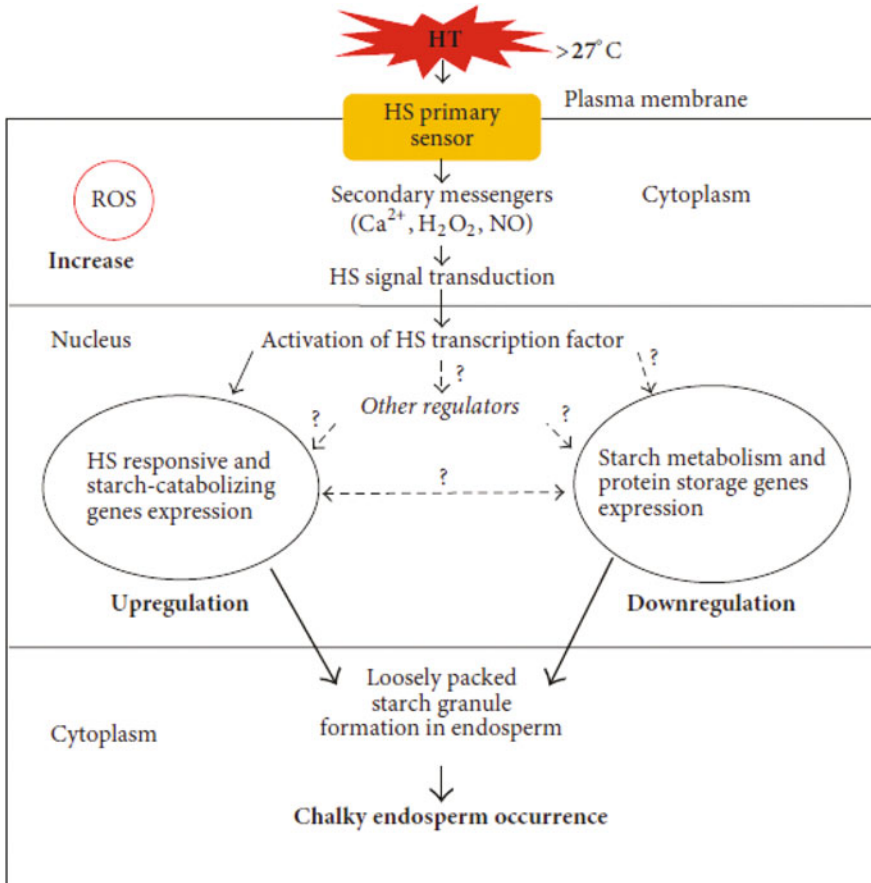 HT
>27°C
Plasma membrane
HS primary
sensor
ROS
Increase
Secondary messengers
(Ca²⁺, H₂O₂, NO)
Cytoplasm
HS signal transduction
Nucleus
Activation of HS transcription factor
?
?
Other regulators
?
?
HS responsive and
starch-catabolizing
genes expression
?
Starch metabolism and
protein storage genes
expression
Upregulation
Downregulation
Loosely packed
starch granule
formation in endosperm
Cytoplasm
Chalky endosperm occurrence